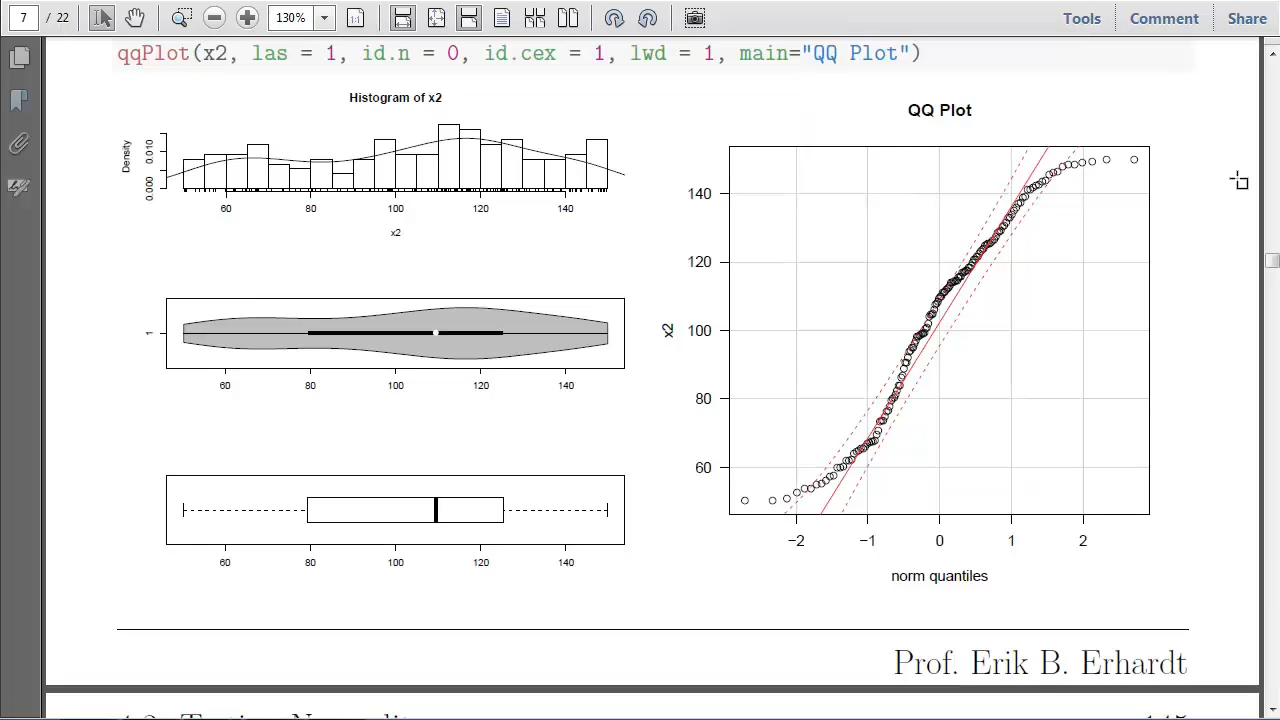 7 / 22 130% 1:1 Tools Comment Share
qqPlot(x2, las = 1, id.n = 0, id.cex = 1, lwd = 1, main="QQ Plot")
Histogram of x2
Density
0.000 0.010
60 80 100 120 140
x2
1
60 80 100 120 140
60 80 100 120 140
QQ Plot
140
120
100
80
60
x2
−2 −1 0 1 2
norm quantiles
Prof. Erik B. Erhardt